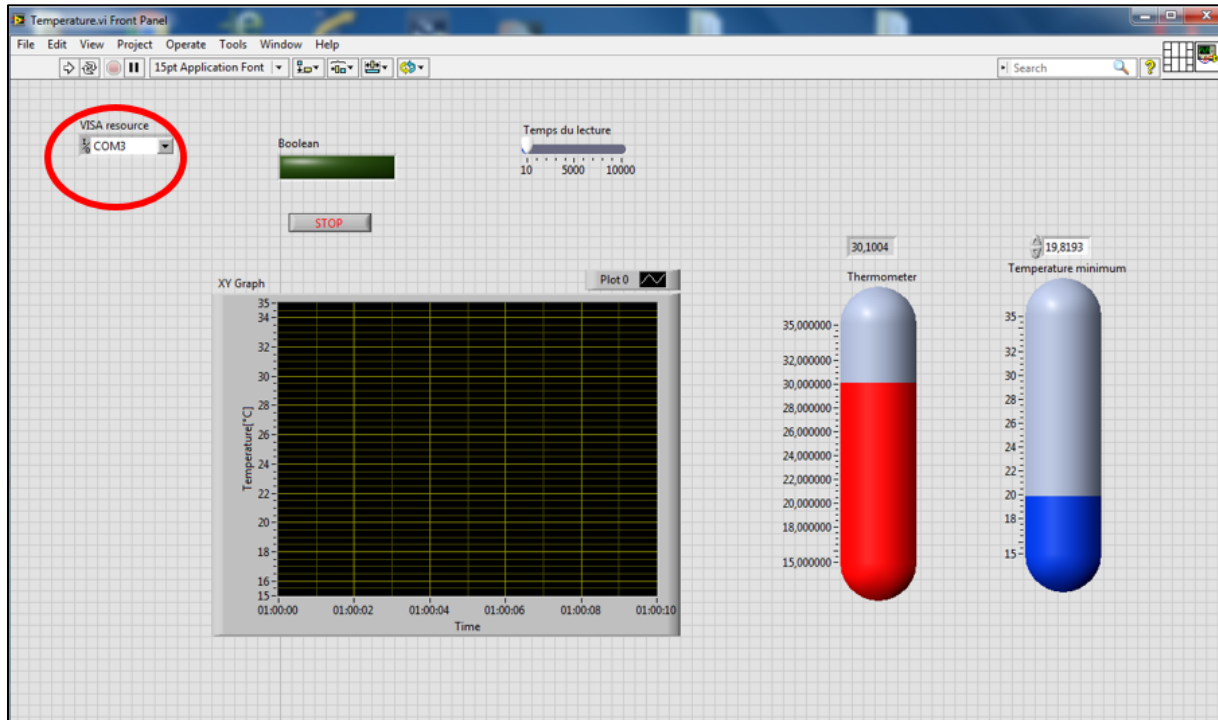 Temperature.vi Front Panel
File Edit View Project Operate Tools Window Help
15pt Application Font
Search
VISA resource
COM3
Boolean
Temps du lecture
10 5000 10000
STOP
30,1004
19,8193
Thermometer
Temperature minimum
XY Graph
Plot 0
35
34
32
30
28
26
24
22
20
18
16
15
Temperature[°C]
01:00:00 01:00:02 01:00:04 01:00:06 01:00:08 01:00:10
Time
35,000000
32,000000
30,000000
28,000000
26,000000
24,000000
22,000000
20,000000
18,000000
15,000000
35
32
30
28
26
24
22
20
18
15